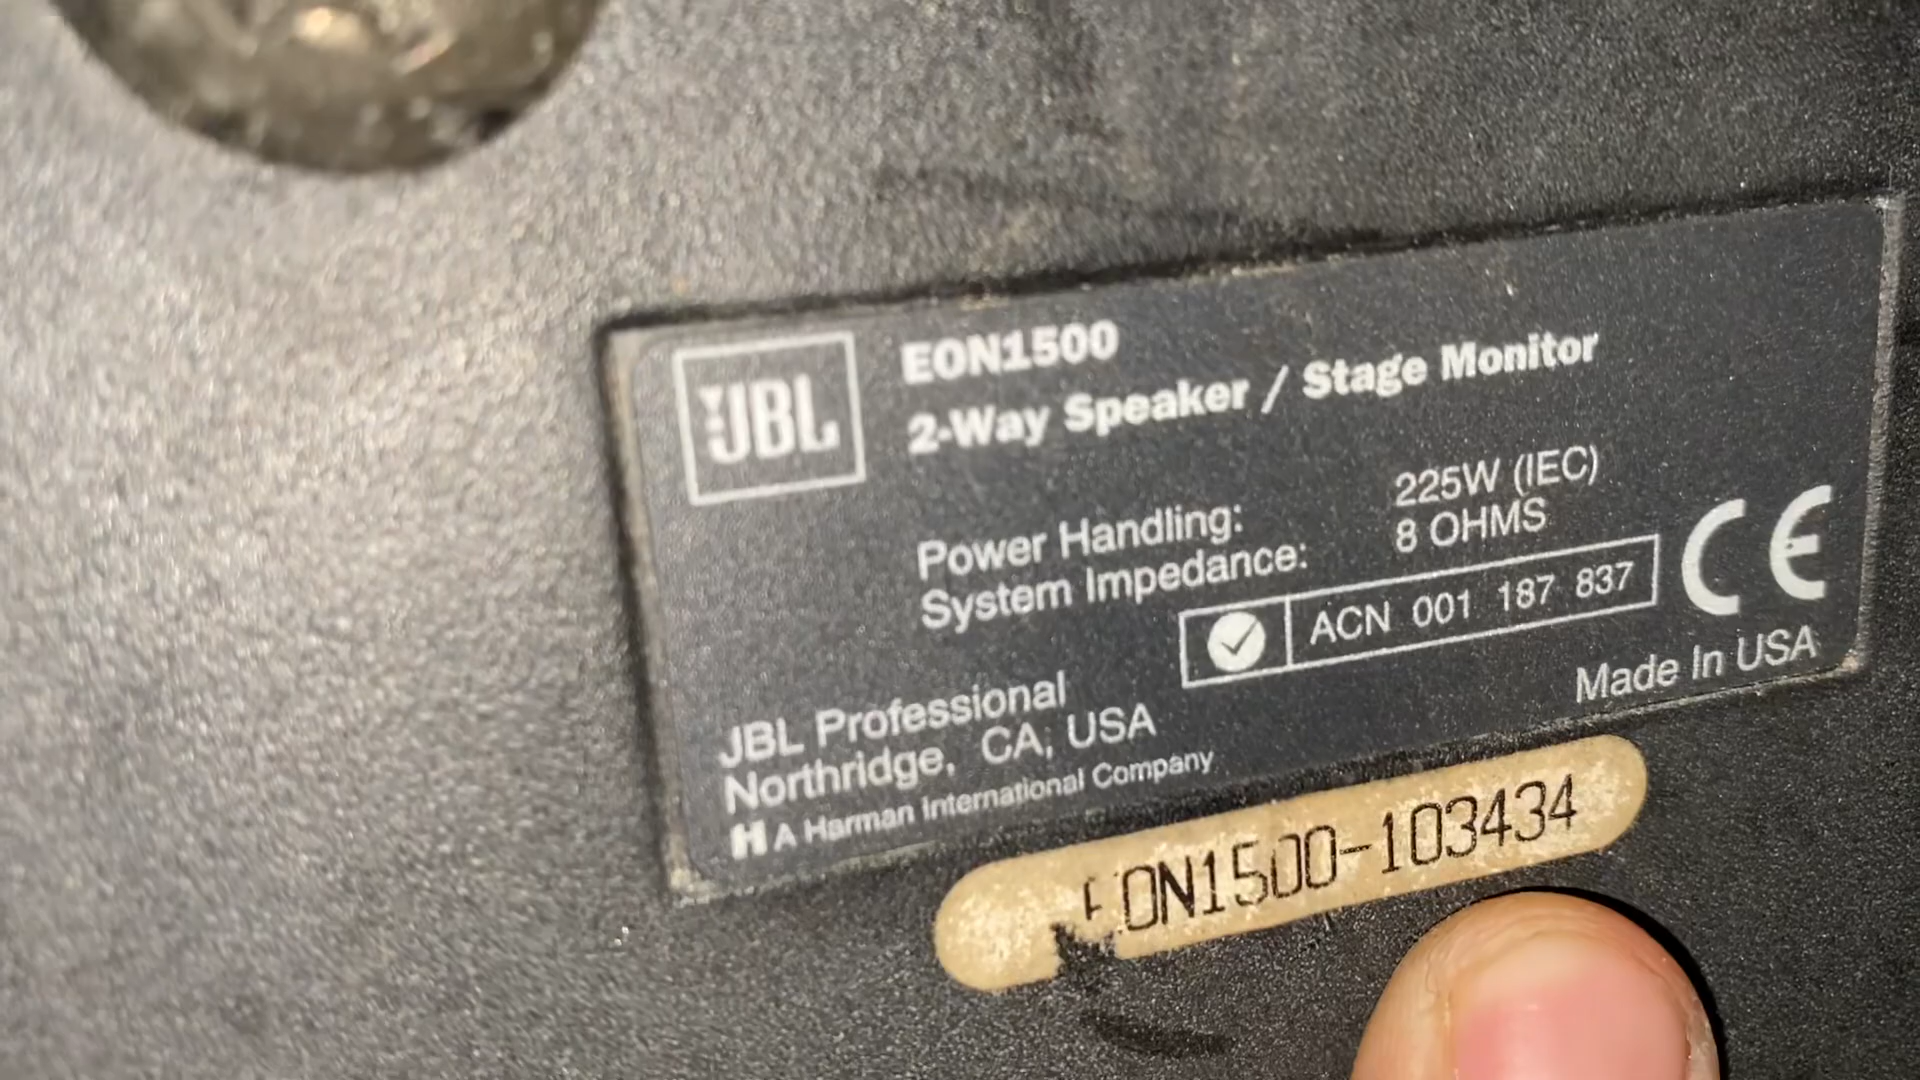 JBL
EON1500
2-Way Speaker / Stage Monitor
Power Handling: 225W (IEC)
System Impedance: 8 OHMS
ACN 001 187 837
CE
JBL Professional
Northridge, CA, USA
H A Harman International Company
Made In USA
EON1500-103434